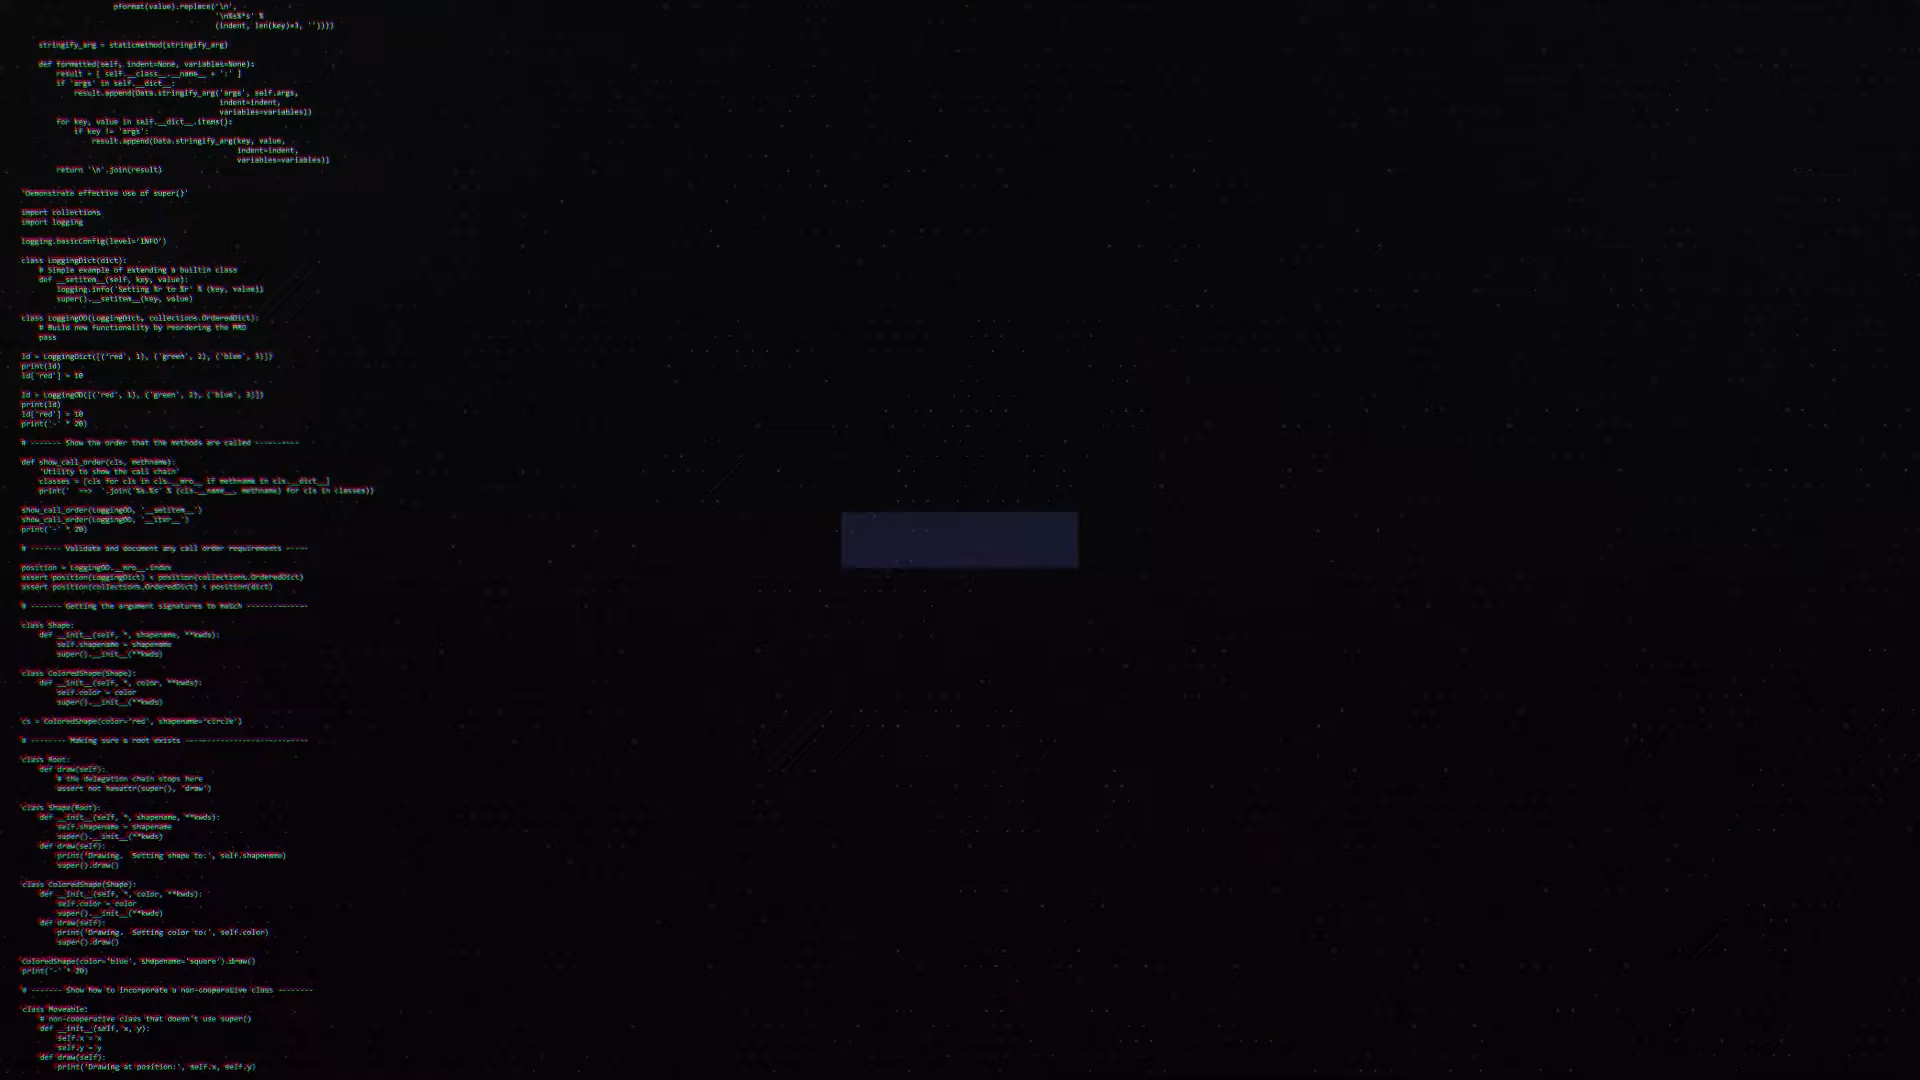 pformat(value).replace('\n',
'\n%s%*s' %
(indent, len(key)+3, ''))))
stringify_arg = staticmethod(stringify_arg)
def formatted(self, indent=None, variables=None):
result = [ self.__class__.__name__ + ':' ]
if 'args' in self.__dict__:
result.append(Data.stringify_arg('args', self.args,
indent=indent,
variables=variables))
for key, value in self.__dict__.items():
if key != 'args':
result.append(Data.stringify_arg(key, value,
indent=indent,
variables=variables))
return '\n'.join(result)
'Demonstrate effective use of super()'
import collections
import logging
logging.basicConfig(level='INFO')
class LoggingDict(dict):
# Simple example of extending a builtin class
def __setitem__(self, key, value):
logging.info('Setting %r to %r' % (key, value))
super().__setitem__(key, value)
class LoggingOD(LoggingDict, collections.OrderedDict):
# Build new functionality by reordering the MRO
pass
ld = LoggingDict([('red', 1), ('green', 2), ('blue', 3)])
print(ld)
ld['red'] = 10
ld = LoggingOD([('red', 1), ('green', 2), ('blue', 3)])
print(ld)
ld['red'] = 10
print('-' * 20)
# ------- Show the order that the methods are called ----------
def show_call_order(cls, methname):
'Utility to show the call chain'
classes = [cls for cls in cls.__mro__ if methname in cls.__dict__]
print('  ==>  '.join('%s.%s' % (cls.__name__, methname) for cls in classes))
show_call_order(LoggingOD, '__setitem__')
show_call_order(LoggingOD, '__iter__')
print('-' * 20)
# ------- Validate and document any call order requirements -----
position = LoggingOD.__mro__.index
assert position(LoggingDict) < position(collections.OrderedDict)
assert position(collections.OrderedDict) < position(dict)
# ------- Getting the argument signatures to match --------------
class Shape:
def __init__(self, *, shapename, **kwds):
self.shapename = shapename
super().__init__(**kwds)
class ColoredShape(Shape):
def __init__(self, *, color, **kwds):
self.color = color
super().__init__(**kwds)
cs = ColoredShape(color='red', shapename='circle')
# ------- Making sure a root exists ----------------------------
class Root:
def draw(self):
# the delegation chain stops here
assert not hasattr(super(), 'draw')
class Shape(Root):
def __init__(self, *, shapename, **kwds):
self.shapename = shapename
super().__init__(**kwds)
def draw(self):
print('Drawing.  Setting shape to:', self.shapename)
super().draw()
class ColoredShape(Shape):
def __init__(self, *, color, **kwds):
self.color = color
super().__init__(**kwds)
def draw(self):
print('Drawing.  Setting color to:', self.color)
super().draw()
ColoredShape(color='blue', shapename='square').draw()
print('-' * 20)
# ------- Show how to incorporate a non-cooperative class --------
class Moveable:
# non-cooperative class that doesn't use super()
def __init__(self, x, y):
self.x = x
self.y = y
def draw(self):
print('Drawing at position:', self.x, self.y)